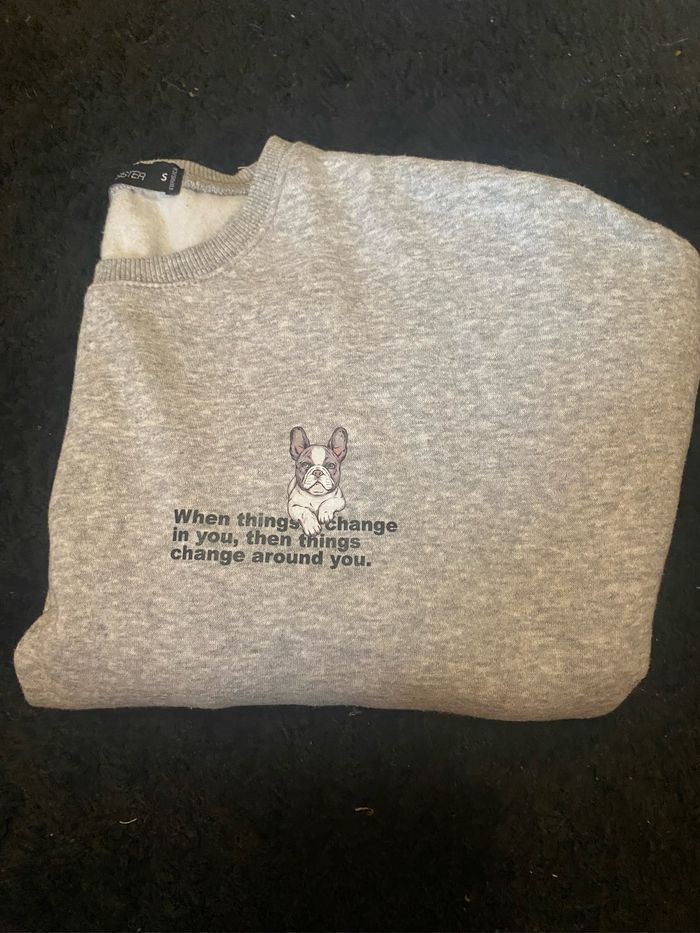 S
When things change
in you, then things
change around you.